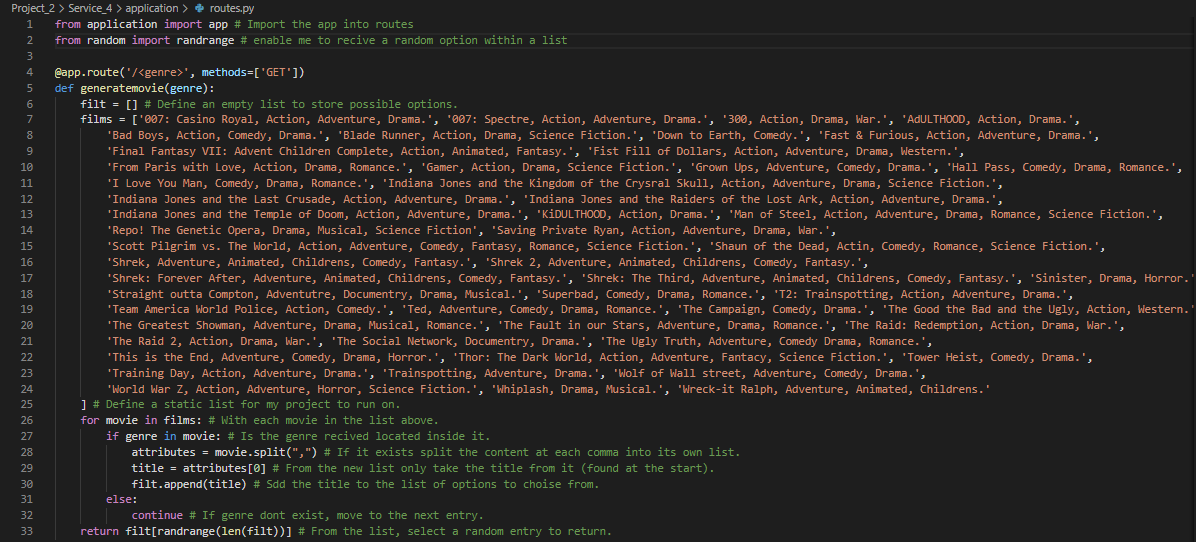 Project_2 > Service_4 > application > routes.py
1 from application import app # Import the app into routes
2 from random import randrange # enable me to recive a random option within a list
3
4 @app.route('/<genre>', methods=['GET'])
5 def generatemovie(genre):
6 filt = [] # Define an empty list to store possible options.
7 films = ['007: Casino Royal, Action, Adventure, Drama.', '007: Spectre, Action, Adventure, Drama.', '300, Action, Drama, War.', 'AdULTHOOD, Action, Drama.',
8 'Bad Boys, Action, Comedy, Drama.', 'Blade Runner, Action, Drama, Science Fiction.', 'Down to Earth, Comedy.', 'Fast & Furious, Action, Adventure, Drama.',
9 'Final Fantasy VII: Advent Children Complete, Action, Animated, Fantasy.', 'Fist Fill of Dollars, Action, Adventure, Drama, Western.',
10 'From Paris with Love, Action, Drama, Romance.', 'Gamer, Action, Drama, Science Fiction.', 'Grown Ups, Adventure, Comedy, Drama.', 'Hall Pass, Comedy, Drama, Romance.',
11 'I Love You Man, Comedy, Drama, Romance.', 'Indiana Jones and the Kingdom of the Crysral Skull, Action, Adventure, Drama, Science Fiction.',
12 'Indiana Jones and the Last Crusade, Action, Adventure, Drama.', 'Indiana Jones and the Raiders of the Lost Ark, Action, Adventure, Drama.',
13 'Indiana Jones and the Temple of Doom, Action, Adventure, Drama.', 'KiDULTHOOD, Action, Drama.', 'Man of Steel, Action, Adventure, Drama, Romance, Science Fiction.',
14 'Repo! The Genetic Opera, Drama, Musical, Science Fiction', 'Saving Private Ryan, Action, Adventure, Drama, War.',
15 'Scott Pilgrim vs. The World, Action, Adventure, Comedy, Fantasy, Romance, Science Fiction.', 'Shaun of the Dead, Actin, Comedy, Romance, Science Fiction.',
16 'Shrek, Adventure, Animated, Childrens, Comedy, Fantasy.', 'Shrek 2, Adventure, Animated, Childrens, Comedy, Fantasy.',
17 'Shrek: Forever After, Adventure, Animated, Childrens, Comedy, Fantasy.', 'Shrek: The Third, Adventure, Animated, Childrens, Comedy, Fantasy.', 'Sinister, Drama, Horror.'
18 'Straight outta Compton, Adventutre, Documentry, Drama, Musical.', 'Superbad, Comedy, Drama, Romance.', 'T2: Trainspotting, Action, Adventure, Drama.',
19 'Team America World Police, Action, Comedy.', 'Ted, Adventure, Comedy, Drama, Romance.', 'The Campaign, Comedy, Drama.', 'The Good the Bad and the Ugly, Action, Western.
20 'The Greatest Showman, Adventure, Drama, Musical, Romance.', 'The Fault in our Stars, Adventure, Drama, Romance.', 'The Raid: Redemption, Action, Drama, War.',
21 'The Raid 2, Action, Drama, War.', 'The Social Network, Documentry, Drama.', 'The Ugly Truth, Adventure, Comedy Drama, Romance.',
22 'This is the End, Adventure, Comedy, Drama, Horror.', 'Thor: The Dark World, Action, Adventure, Fantacy, Science Fiction.', 'Tower Heist, Comedy, Drama.',
23 'Training Day, Action, Adventure, Drama.', 'Trainspotting, Adventure, Drama.', 'Wolf of Wall street, Adventure, Comedy, Drama.',
24 'World War Z, Action, Adventure, Horror, Science Fiction.', 'Whiplash, Drama, Musical.', 'Wreck-it Ralph, Adventure, Animated, Childrens.'
25 ] # Define a static list for my project to run on.
26 for movie in films: # With each movie in the list above.
27 if genre in movie: # Is the genre recived located inside it.
28 attributes = movie.split(",") # If it exists split the content at each comma into its own list.
29 title = attributes[0] # From the new list only take the title from it (found at the start).
30 filt.append(title) # Sdd the title to the list of options to choise from.
31 else:
32 continue # If genre dont exist, move to the next entry.
33 return filt[randrange(len(filt))] # From the list, select a random entry to return.